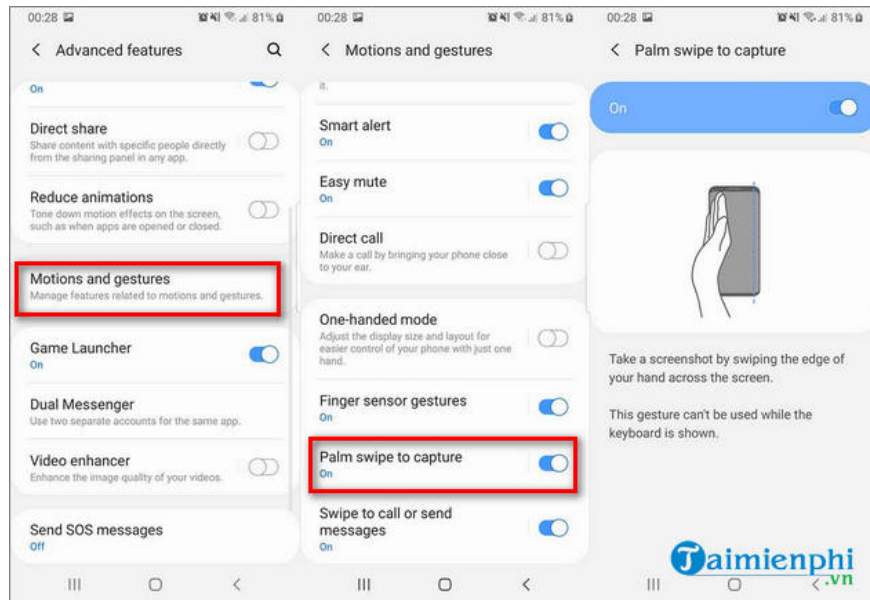 00:28 81%
Advanced features
On
Direct share
Share content with specific people directly
from the sharing panel in any app.
Reduce animations
Tone down motion effects on the screen,
such as when apps are opened or closed.
Motions and gestures
Manage features related to motions and gestures.
Game Launcher
On
Dual Messenger
Use two separate accounts for the same app.
Video enhancer
Enhance the image quality of your videos.
Send SOS messages
Off
00:28 81%
Motions and gestures
it.
Smart alert
On
Easy mute
On
Direct call
Make a call by bringing your phone close
to your ear.
One-handed mode
Adjust the display size and layout for
easier control of your phone with just one
hand.
Finger sensor gestures
On
Palm swipe to capture
On
Swipe to call or send
messages
On
00:28 81%
Palm swipe to capture
On
Take a screenshot by swiping the edge of
your hand across the screen.
This gesture can't be used while the
keyboard is shown.
Taimienphi
.vn